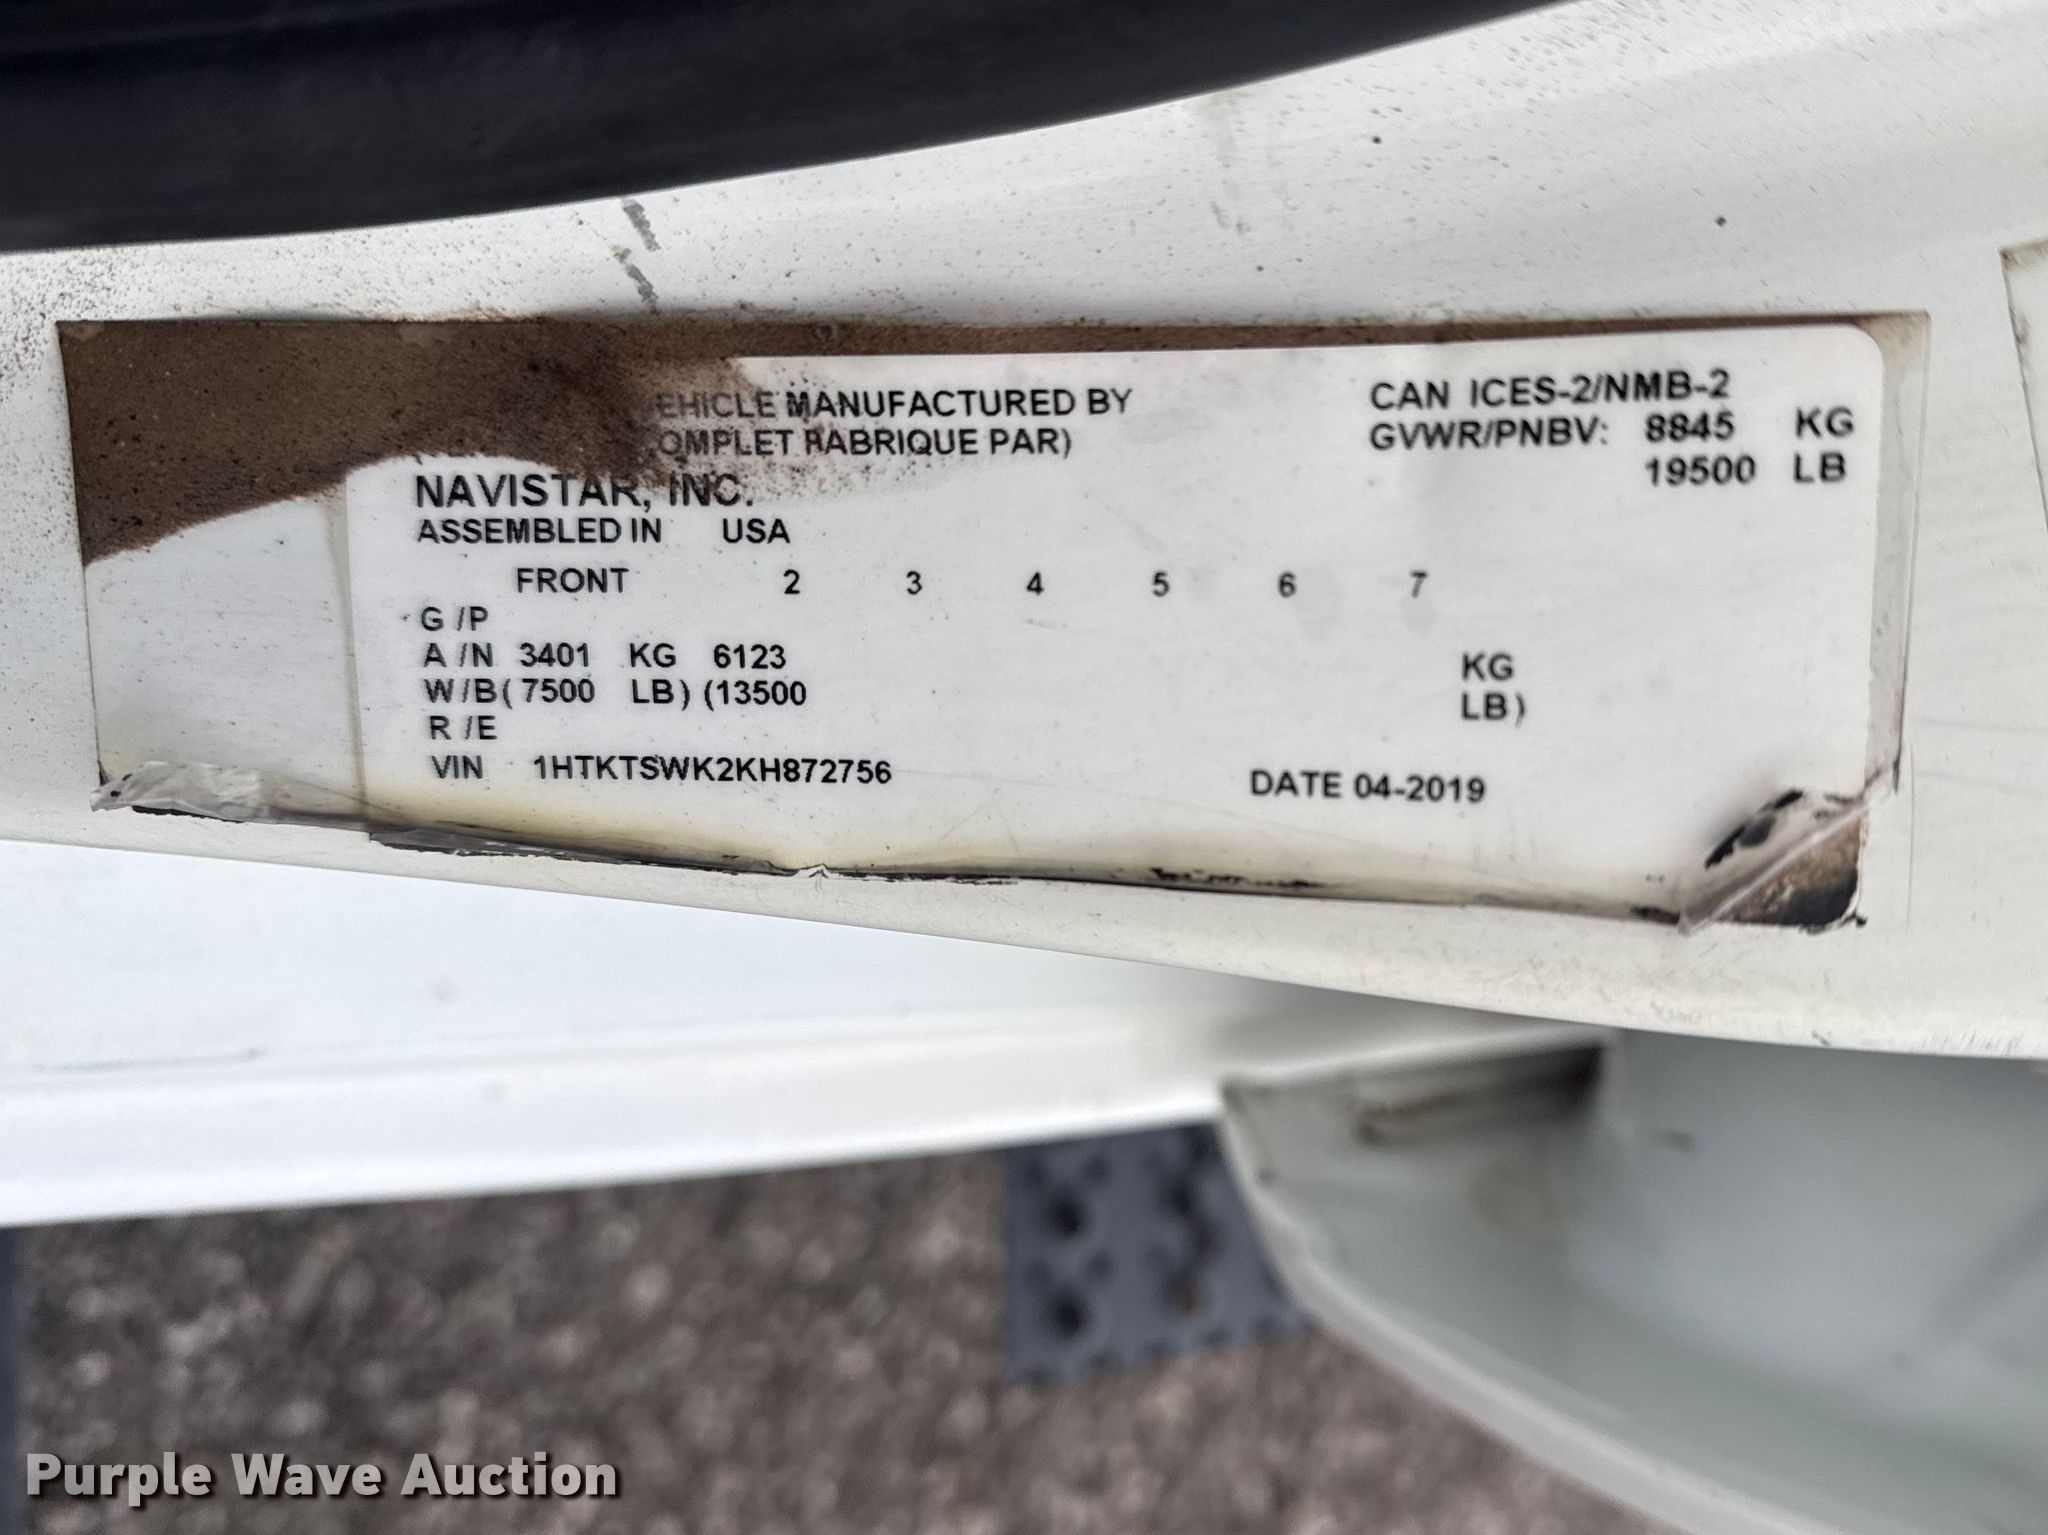 VEHICLE MANUFACTURED BY
COMPLET FABRIQUE PAR)
NAVISTAR, INC.
ASSEMBLED IN USA
CAN ICES-2/NMB-2
GVWR/PNBV: 8845 KG
19500 LB
FRONT 2 3 4 5 6 7
G /P
A /N 3401 KG 6123 KG
W/B( 7500 LB) (13500 LB)
R /E
VIN 1HTKTSWK2KH872756
DATE 04-2019
Purple Wave Auction